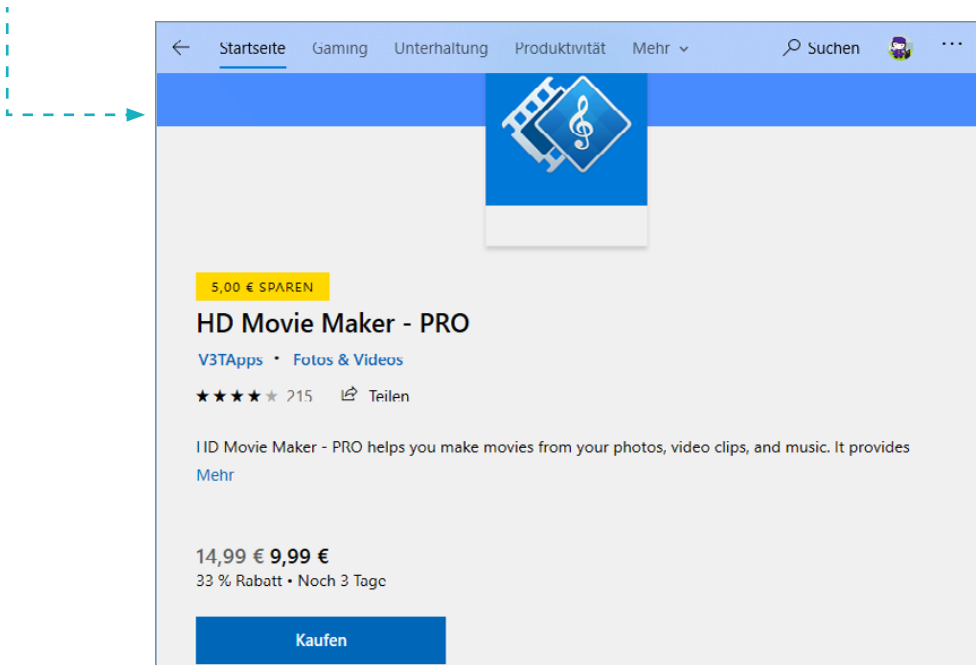 Startseite Gaming Unterhaltung Produktivität Mehr Suchen
5,00 € SPAREN
HD Movie Maker - PRO
V3TApps • Fotos & Videos
215 Teilen
HD Movie Maker - PRO helps you make movies from your photos, video clips, and music. It provides
Mehr
14,99 € 9,99 €
33 % Rabatt • Noch 3 Tage
Kaufen